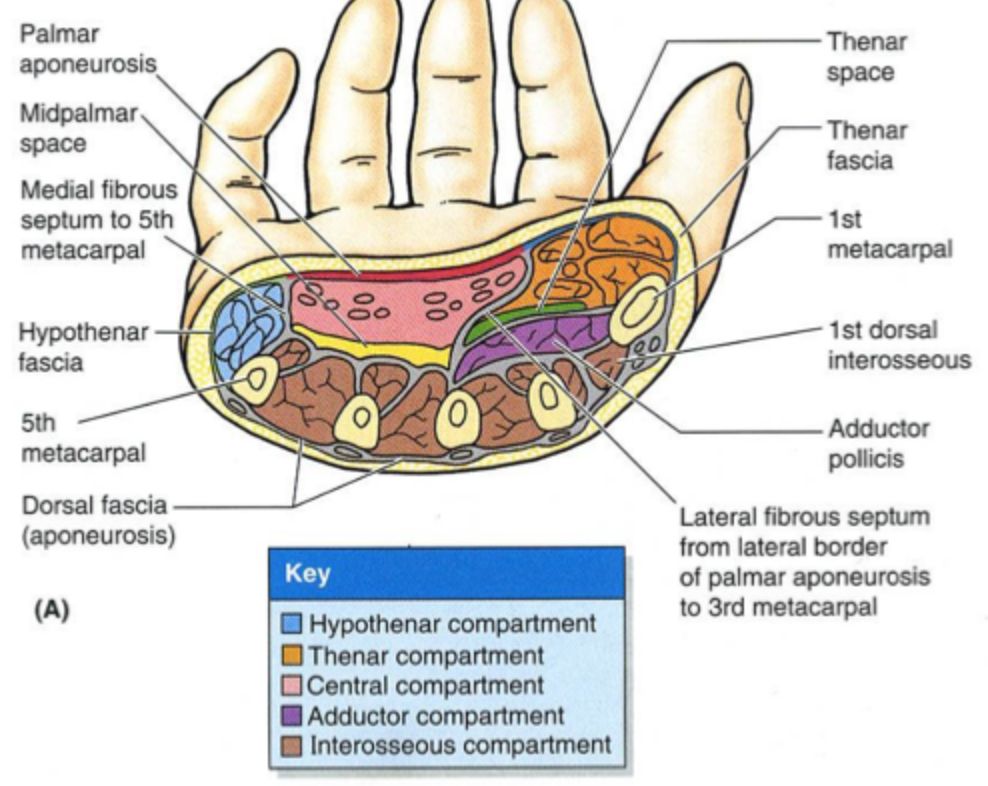 Palmar
aponeurosis
Midpalmar
space
Medial fibrous
septum to 5th
metacarpal
Hypothenar
fascia
5th
metacarpal
Dorsal fascia
(aponeurosis)
(A)
Thenar
space
Thenar
fascia
1st
metacarpal
1st dorsal
interosseous
Adductor
pollicis
Lateral fibrous septum
from lateral border
of palmar aponeurosis
to 3rd metacarpal
Key
Hypothenar compartment
Thenar compartment
Central compartment
Adductor compartment
Interosseous compartment